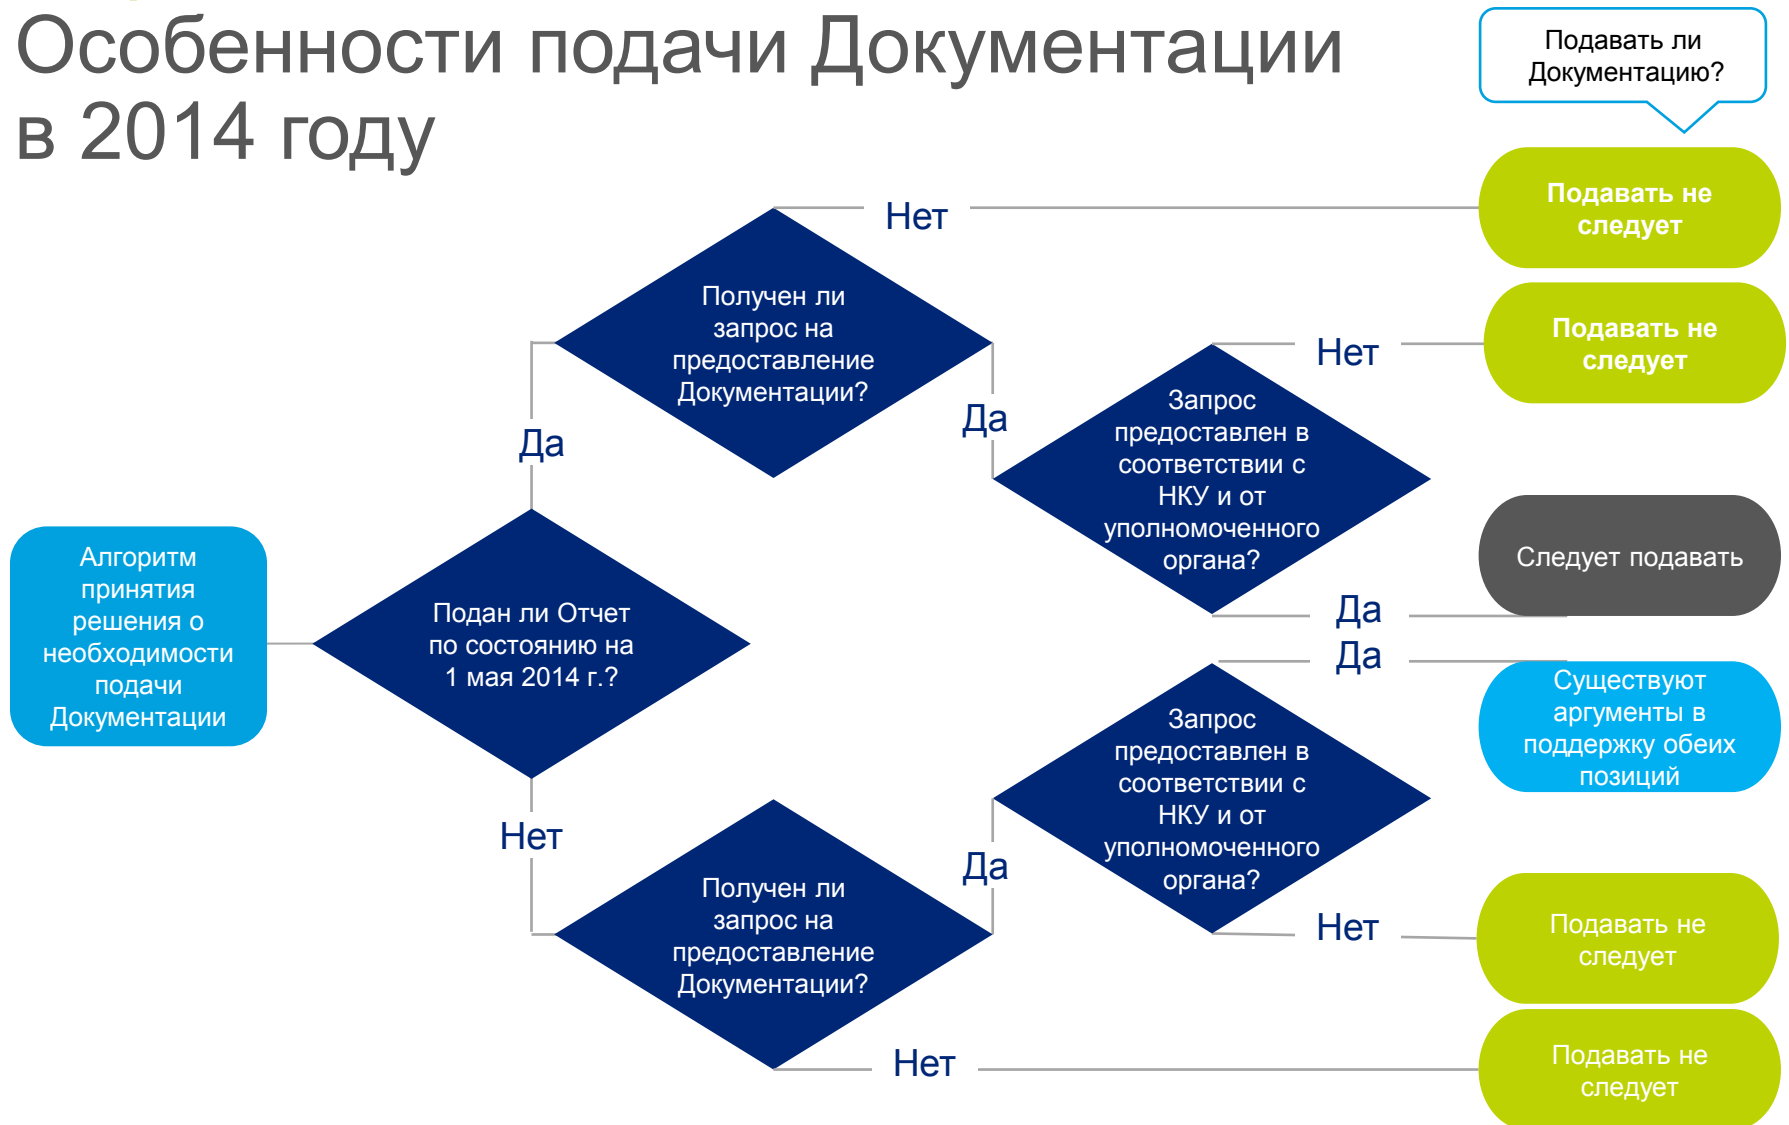 Особенности подачи Документации
в 2014 году
Подавать ли
Документацию?
Подавать не
следует
Нет
Получен ли
запрос на
предоставление
Документации?
Подавать не
следует
Нет
Да
Запрос
предоставлен в
соответствии с
НКУ и от
уполномоченного
органа?
Да
Следует подавать
Да
Алгоритм
принятия
решения о
необходимости
подачи
Документации
Подан ли Отчет
по состоянию на
1 мая 2014 г.?
Да
Существуют
аргументы в
поддержку обеих
позиций
Запрос
предоставлен в
соответствии с
НКУ и от
уполномоченного
органа?
Нет
Да
Получен ли
запрос на
предоставление
Документации?
Нет
Подавать не
следует
Нет
Подавать не
следует